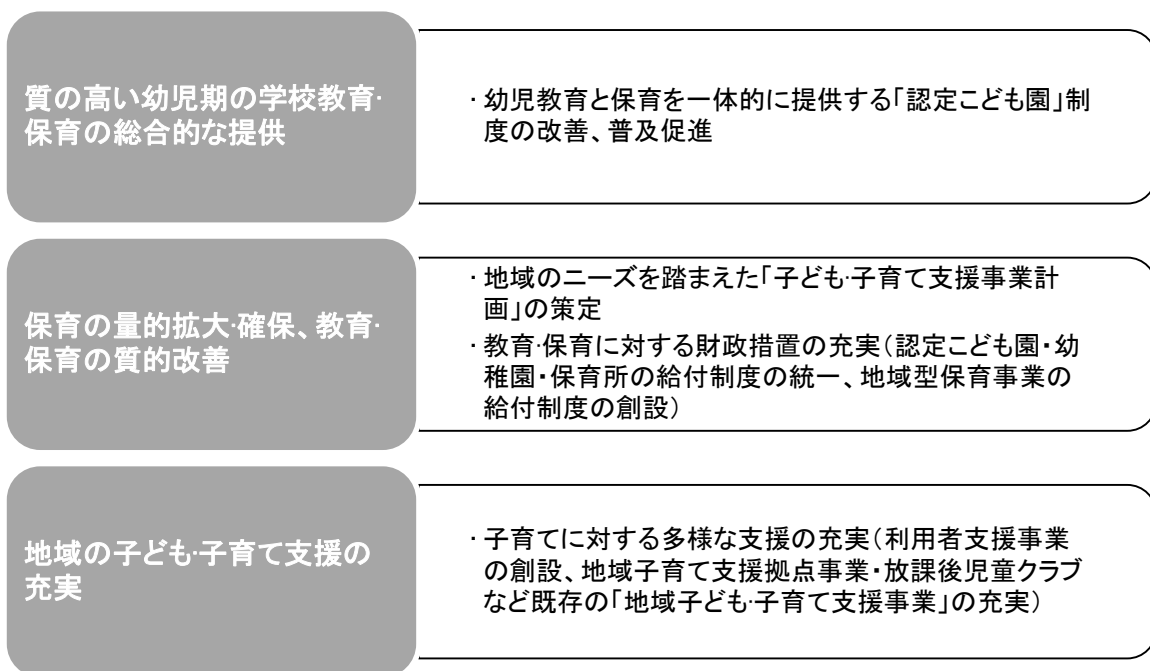 質の高い幼児期の学校教育·
保育の総合的な提供
· 幼児教育と保育を一体的に提供する「認定こども園」制
度の改善、普及促進
保育の量的拡大·確保、教育·
保育の質的改善
· 地域のニーズを踏まえた「子ども·子育て支援事業計
画」の策定
· 教育·保育に対する財政措置の充実（認定こども園・幼
稚園・保育所の給付制度の統一、地域型保育事業の
給付制度の創設）
地域の子ども·子育て支援の
充実
· 子育てに対する多様な支援の充実（利用者支援事業
の創設、地域子育て支援拠点事業・放課後児童クラブ
など既存の「地域子ども·子育て支援事業」の充実）